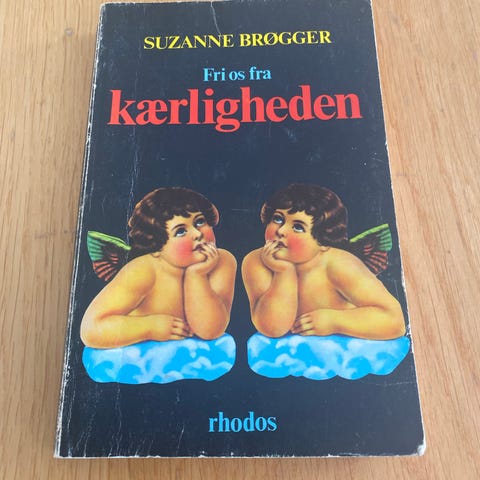 SUZANNE BRØGGER
Fri os fra
kærligheden
rhodos